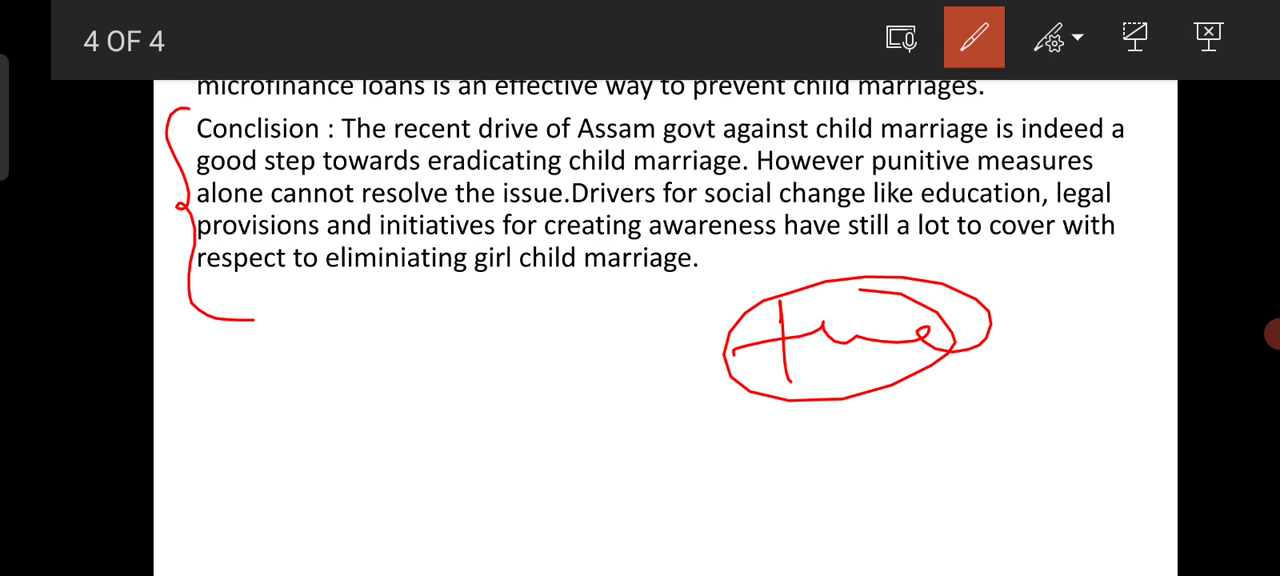 4 OF 4
microfinance loans is an effective way to prevent child marriages.
Conclision : The recent drive of Assam govt against child marriage is indeed a
good step towards eradicating child marriage. However punitive measures
alone cannot resolve the issue.Drivers for social change like education, legal
provisions and initiatives for creating awareness have still a lot to cover with
respect to eliminiating girl child marriage.